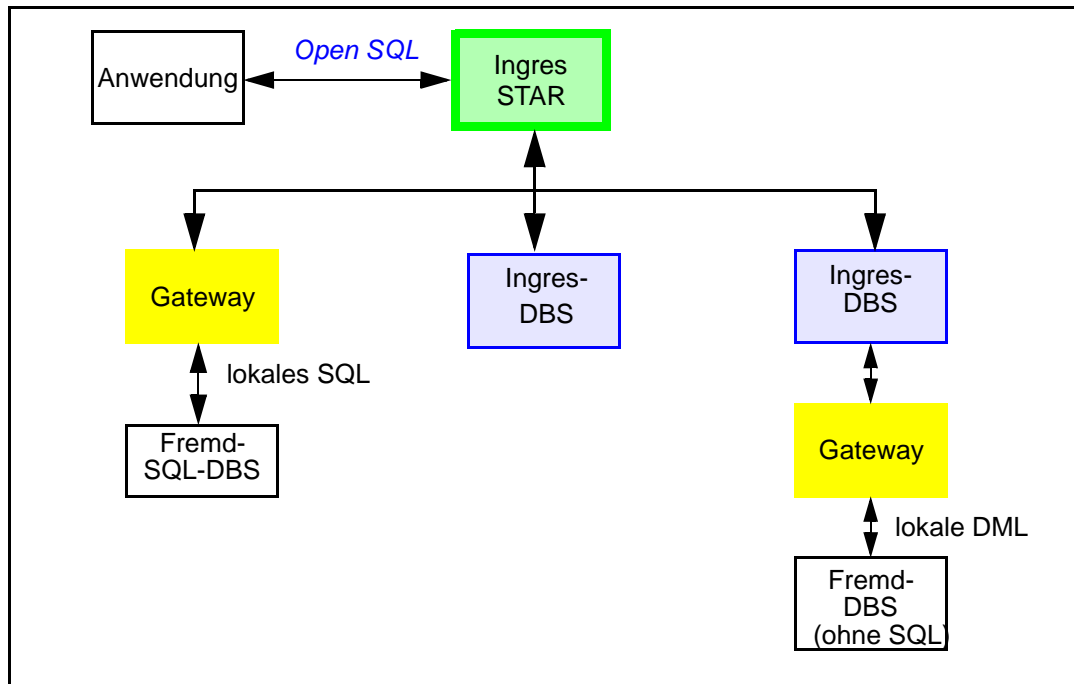 Open SQL
Anwendung
Ingres
STAR
Gateway
Ingres-
DBS
Ingres-
DBS
lokales SQL
Fremd-
SQL-DBS
Gateway
lokale DML
Fremd-
DBS
(ohne SQL)